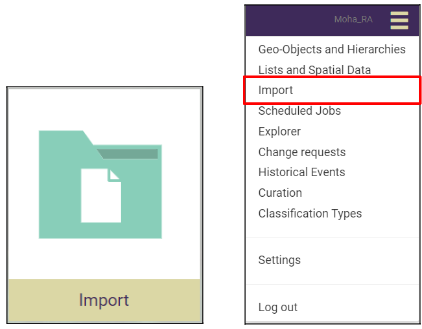 Import
Moha_RA
Geo-Objects and Hierarchies
Lists and Spatial Data
Import
Scheduled Jobs
Explorer
Change requests
Historical Events
Curation
Classification Types
Settings
Log out